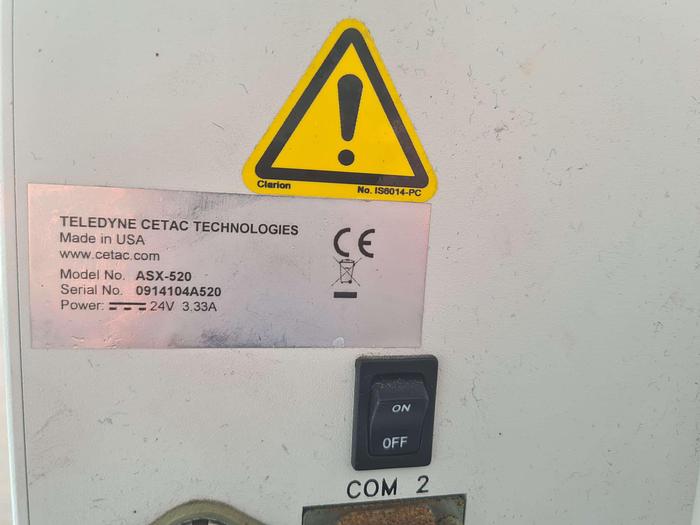 Clarion
No. IS6014-PC
TELEDYNE CETAC TECHNOLOGIES
Made in USA
www.cetac.com
Model No. ASX-520
Serial No. 0914104A520
Power: 24V 3.33A
CE
ON
OFF
COM 2